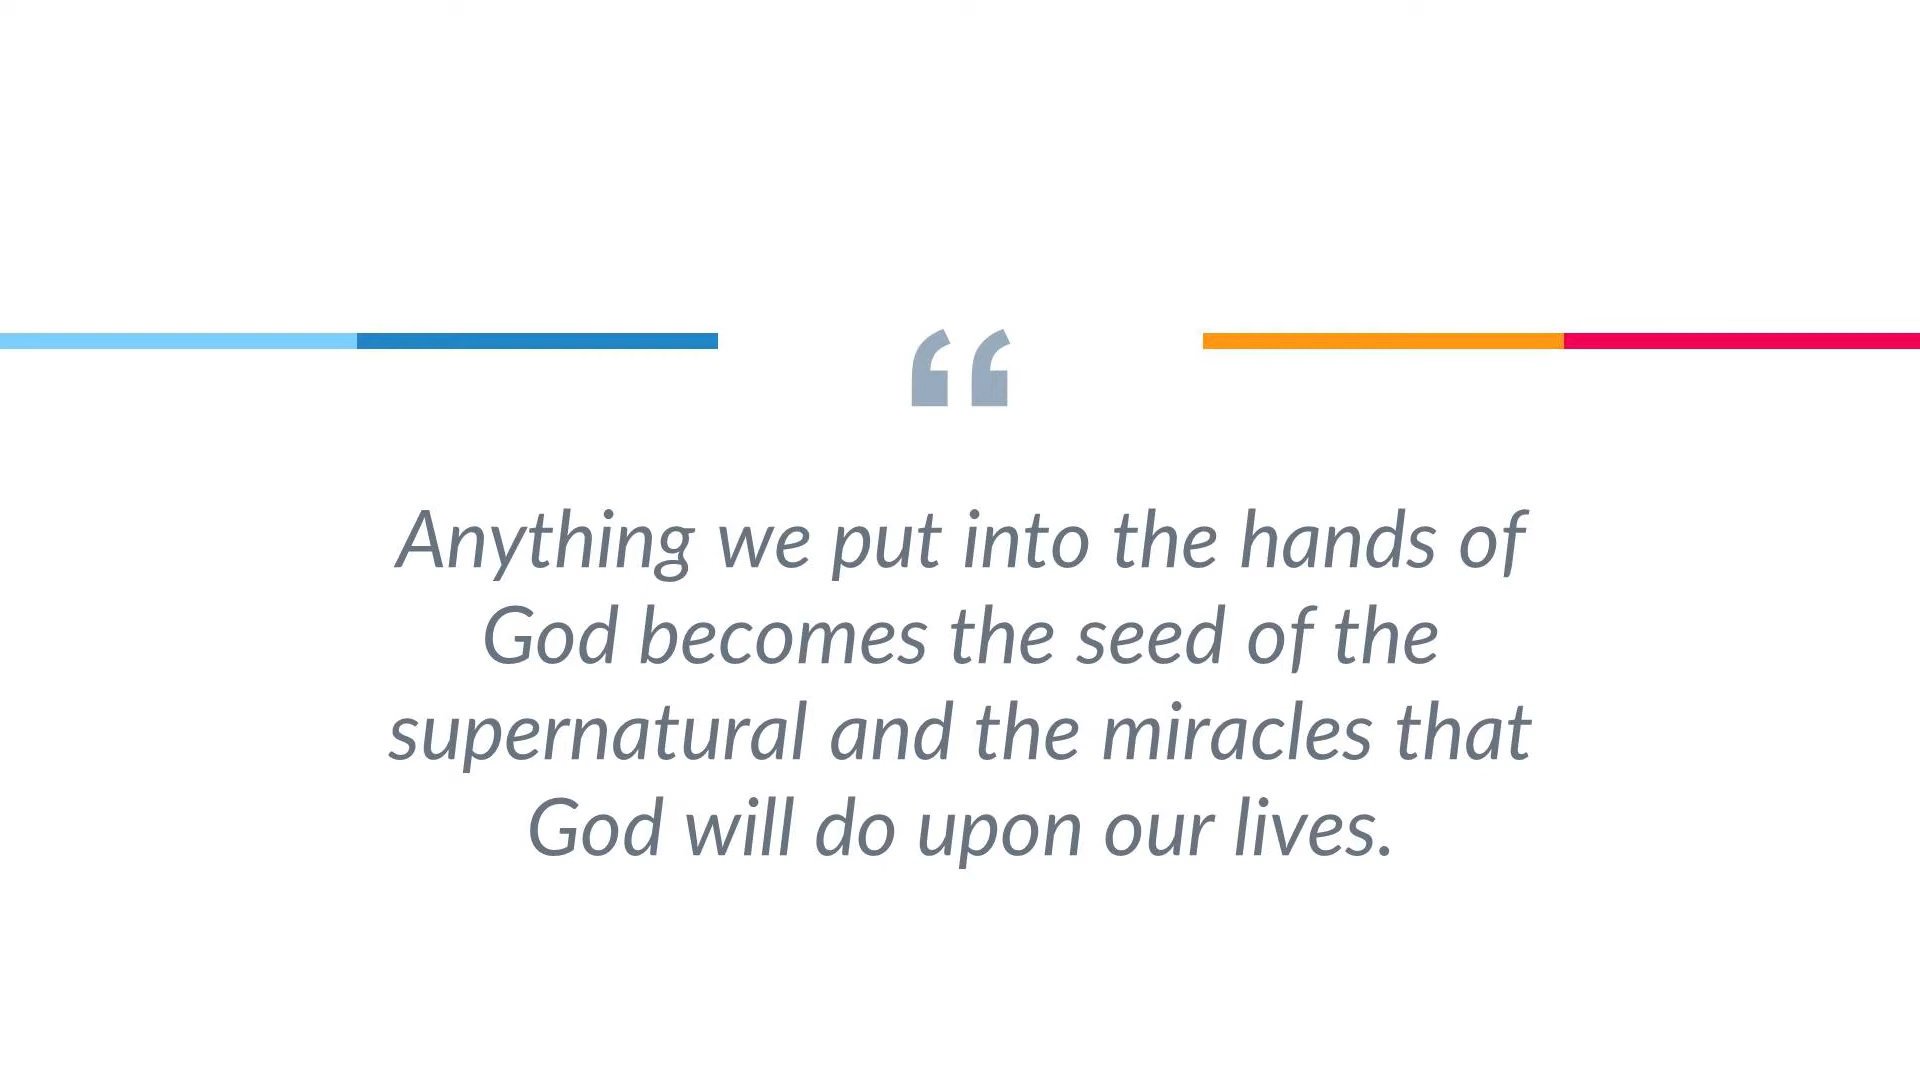 “
Anything we put into the hands of
God becomes the seed of the
supernatural and the miracles that
God will do upon our lives.